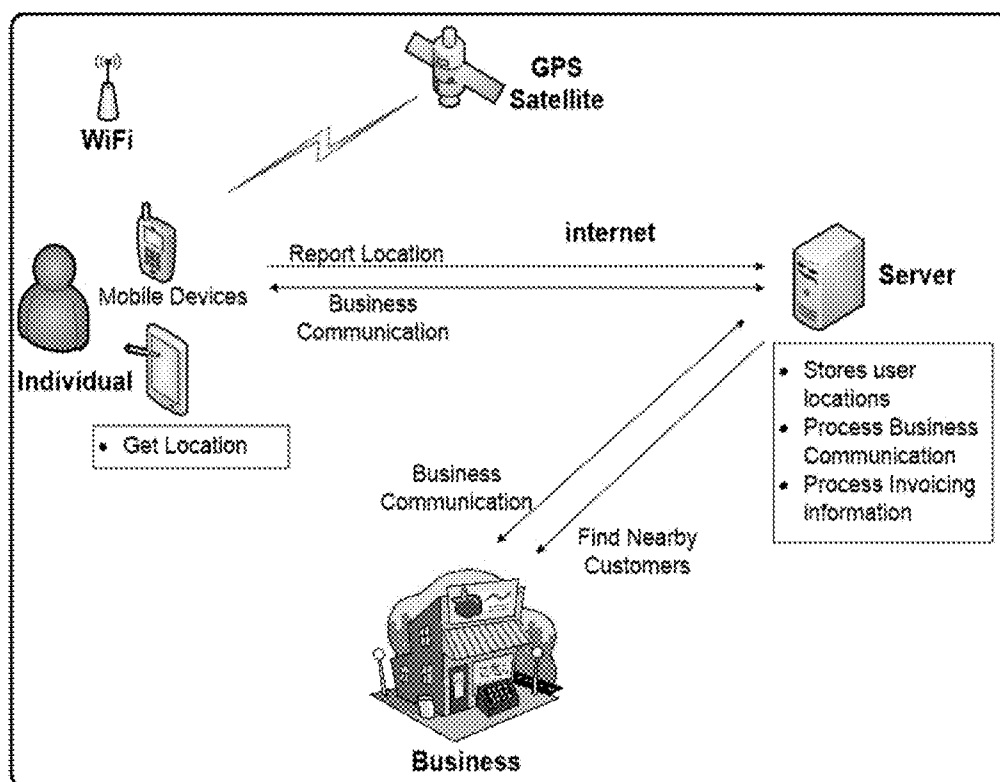 GPS
Satellite
WiFi
internet
Report Location
Server
Mobile Devices
Business
Communication
Individual
• Get Location
• Stores user
locations
• Process Business
Communication
• Process Invoicing
Information
Business
Communication
Find Nearby
Customers
Business